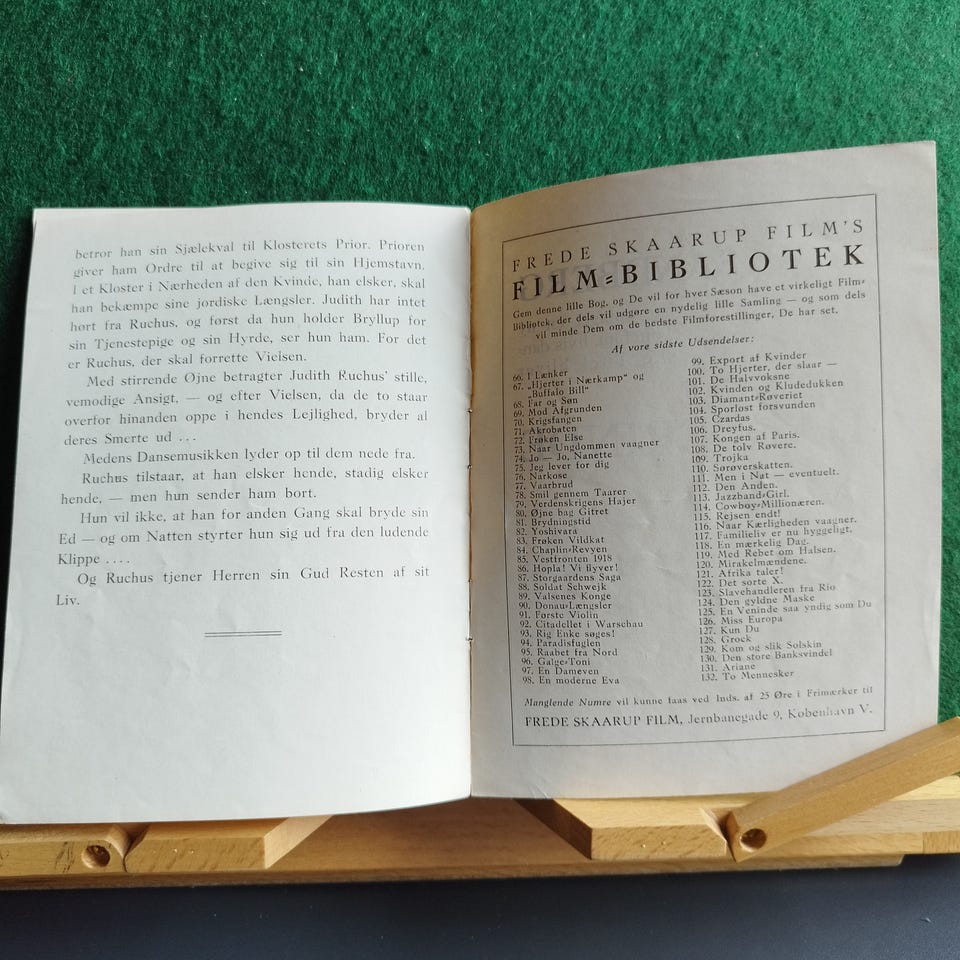 betror han sin Sjælekval til Klosterets Prior. Prioren
giver ham Ordre til at begive sig til sin Hjemstavn.
I et Kloster i Nærheden af den Kvinde, han elsker, skal
han bekæmpe sine jordiske Længsler. Judith har intet
hørt fra Ruchus, og først da hun holder Bryllup for
sin Tjenestepige og sin Hyrde, ser hun ham. For det
er Ruchus, der skal forrette Vielsen.
Med stirrende Øjne betragter Judith Ruchus' stille,
vemodige Ansigt, — og efter Vielsen, da de to staar
overfor hinanden oppe i hendes Lejlighed, bryder al
deres Smerte ud ...
Medens Dansemusikken lyder op til dem nede fra.
Ruchus tilstaar, at han elsker hende, stadig elsker
hende, — men hun sender ham bort.
Hun vil ikke, at han for anden Gang skal bryde sin
Ed — og om Natten styrter hun sig ud fra den ludende
Klippe ....
Og Ruchus tjener Herren sin Gud Resten af sit
Liv.
FREDE SKAARUP FILM'S
FILM=BIBLIOTEK
Gem denne lille Bog, og De vil for hver Sæson have et virkeligt Film=
Bibliotek, der dels vil udgøre en nydelig lille Samling — og som dels
vil minde Dem om de bedste Filmforestillinger, De har set.
Af vore sidste Udsendelser:
66. I Lænker
67. „Hjerter i Nærkamp“ og
„Buffalo Bill“
68. Far og Søn
69. Mod Afgrunden
70. Krigsfangen
71. Akrobaten
72. Frøken Else
73. Naar Ungdommen vaagner
74. Jo — Jo, Nanette
75. Jeg lever for dig
76. Narkose
77. Vaarbrud
78. Smil gennem Taarer
79. Verdenskrigens Hajer
80. Øjne bag Gitret
81. Brydningstid
82. Yoshivara
83. Frøken Vildkat
84. Chaplin=Revyen
85. Vestfronten 1918
86. Hopla! Vi flyver!
87. Storgaardens Saga
88. Soldat Schwejk
89. Valsenes Konge
90. Donau=Længsler
91. Første Violin
92. Citadellet i Warschau
93. Rig Enke søges!
94. Paradisfuglen
95. Raabet fra Nord
96. Galge=Toni
97. En Dameven
98. En moderne Eva
99. Export af Kvinder
100. To Hjerter, der slaar —
101. De Halvvoksne
102. Kvinden og Kludedukken
103. Diamant=Røveriet
104. Sporløst forsvunden
105. Czardas
106. Dreyfus.
107. Kongen af Paris.
108. De tolv Røvere.
109. Trojka
110. Sørøverskatten.
111. Men i Nat — eventuelt.
112. Den Anden.
113. Jazzband=Girl.
114. Cowboy=Millionæren.
115. Rejsen endt!
116. Naar Kærligheden vaagner.
117. Familieliv er nu hyggeligt.
118. En mærkelig Dag.
119. Med Rebet om Halsen.
120. Mirakelmændene.
121. Afrika taler!
122. Det sorte X.
123. Slavehandleren fra Rio
124. Den gyldne Maske
125. En Veninde saa yndig som Du
126. Miss Europa
127. Kun Du
128. Grock
129. Kom og slik Solskin
130. Den store Banksvindel
131. Ariane
132. To Mennesker
Manglende Numre vil kunne faas ved Inds. af 25 Øre i Frimærker til
FREDE SKAARUP FILM, Jernbanegade 9, København V.